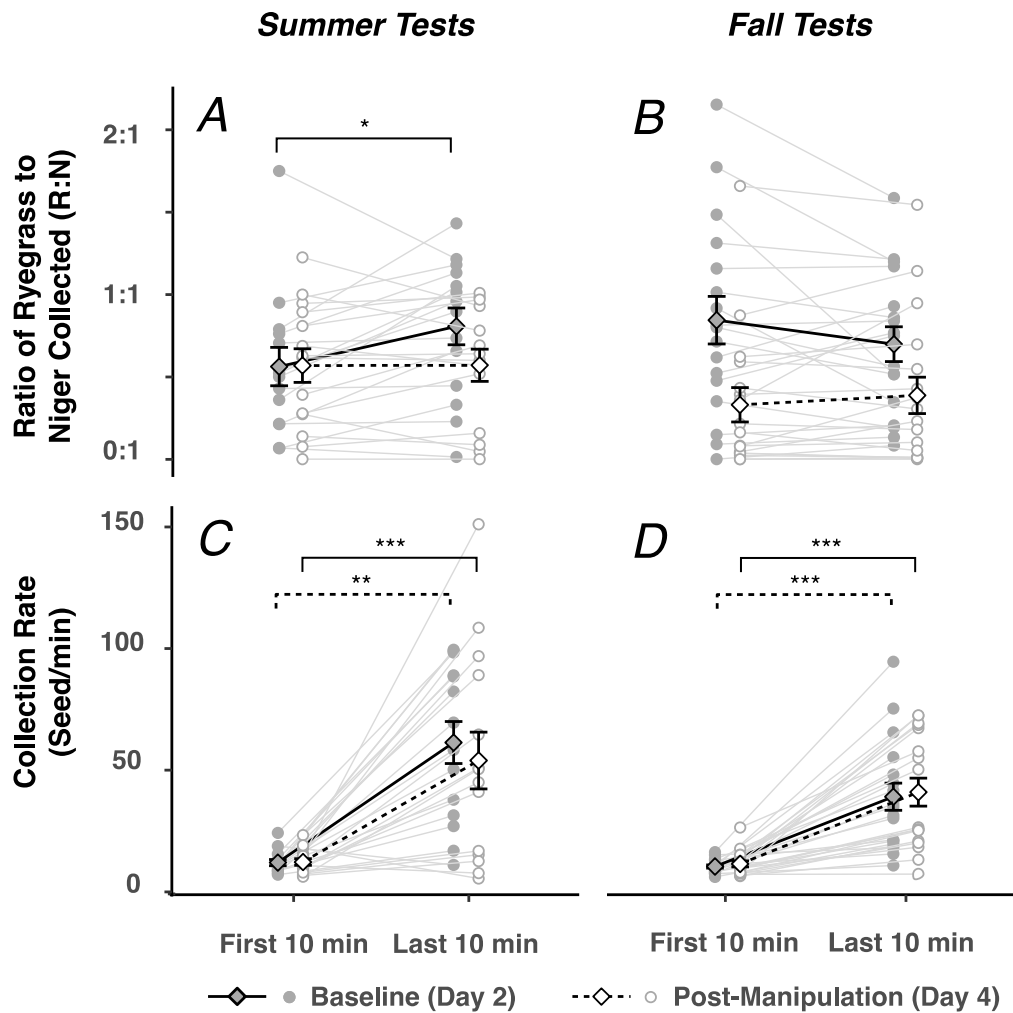 Summer Tests
Fall Tests
A
B
*
Ratio of Ryegrass to
Niger Collected (R:N)
2:1
1:1
0:1
C
D
***
**
***
***
Collection Rate
(Seed/min)
150
100
50
0
First 10 min
Last 10 min
First 10 min
Last 10 min
Baseline (Day 2)
Post-Manipulation (Day 4)